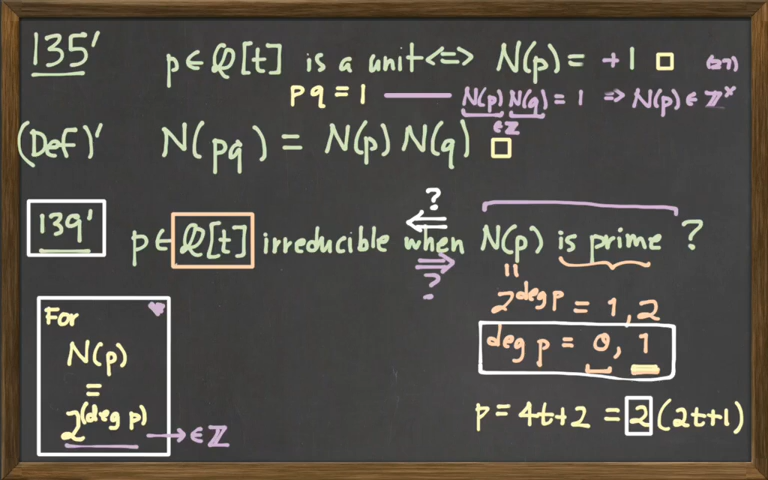 135' p ∈ ℚ[t] is a unit <=> N(p) = +1 □ (27)
pq = 1 —— N(p) N(q) = 1 => N(p) ∈ ℤ^x
∈ ℤ
(Def)' N(pq) = N(p) N(q) □
?
<=
139' p ∈ ℚ[t] irreducible when N(p) is prime ?
=>
?
"
2^deg p = 1, 2
deg p = 0, 1
p = 4t+2 = 2 (2t+1)
For ♥
N(p)
=
2^(deg p) → ∈ ℤ